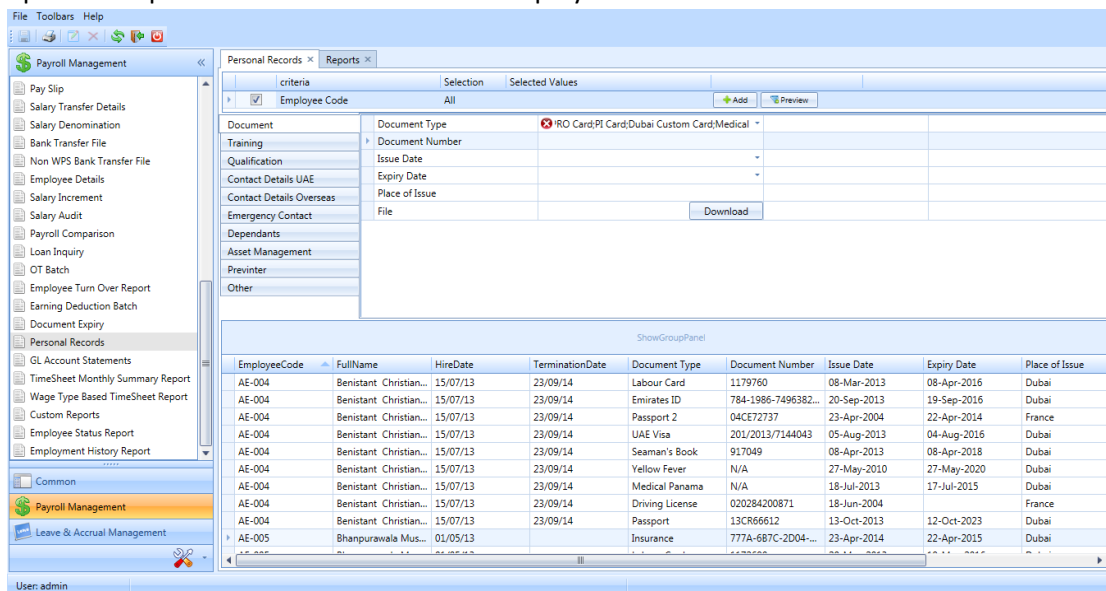 File Toolbars Help
Payroll Management «
Pay Slip
Salary Transfer Details
Salary Denomination
Bank Transfer File
Non WPS Bank Transfer File
Employee Details
Salary Increment
Salary Audit
Payroll Comparison
Loan Inquiry
OT Batch
Employee Turn Over Report
Earning Deduction Batch
Document Expiry
Personal Records
GL Account Statements
TimeSheet Monthly Summary Report
Wage Type Based TimeSheet Report
Custom Reports
Employee Status Report
Employment History Report
Common
Payroll Management
Leave & Accrual Management
Personal Records × Reports ×
criteria Selection Selected Values
Employee Code All Add Preview
Document
Training
Qualification
Contact Details UAE
Contact Details Overseas
Emergency Contact
Dependants
Asset Management
Previnter
Other
Document Type RO Card;PI Card;Dubai Custom Card;Medical
Document Number
Issue Date
Expiry Date
Place of Issue
File Download
ShowGroupPanel
EmployeeCode FullName HireDate TerminationDate Document Type Document Number Issue Date Expiry Date Place of Issue
AE-004 Benistant Christian... 15/07/13 23/09/14 Labour Card 1179760 08-Mar-2013 08-Apr-2016 Dubai
AE-004 Benistant Christian... 15/07/13 23/09/14 Emirates ID 784-1986-7496382... 20-Sep-2013 19-Sep-2016 Dubai
AE-004 Benistant Christian... 15/07/13 23/09/14 Passport 2 04CE72737 23-Apr-2004 22-Apr-2014 France
AE-004 Benistant Christian... 15/07/13 23/09/14 UAE Visa 201/2013/7144043 05-Aug-2013 04-Aug-2016 Dubai
AE-004 Benistant Christian... 15/07/13 23/09/14 Seaman's Book 917049 08-Apr-2013 08-Apr-2018 Dubai
AE-004 Benistant Christian... 15/07/13 23/09/14 Yellow Fever N/A 27-May-2010 27-May-2020 Dubai
AE-004 Benistant Christian... 15/07/13 23/09/14 Medical Panama N/A 18-Jul-2013 17-Jul-2015 Dubai
AE-004 Benistant Christian... 15/07/13 23/09/14 Driving License 020284200871 18-Jun-2004 France
AE-004 Benistant Christian... 15/07/13 23/09/14 Passport 13CR66612 13-Oct-2013 12-Oct-2023 Dubai
AE-005 Bhanpurawala Mus... 01/05/13 Insurance 777A-6B7C-2D04-... 23-Apr-2014 22-Apr-2015 Dubai
User: admin